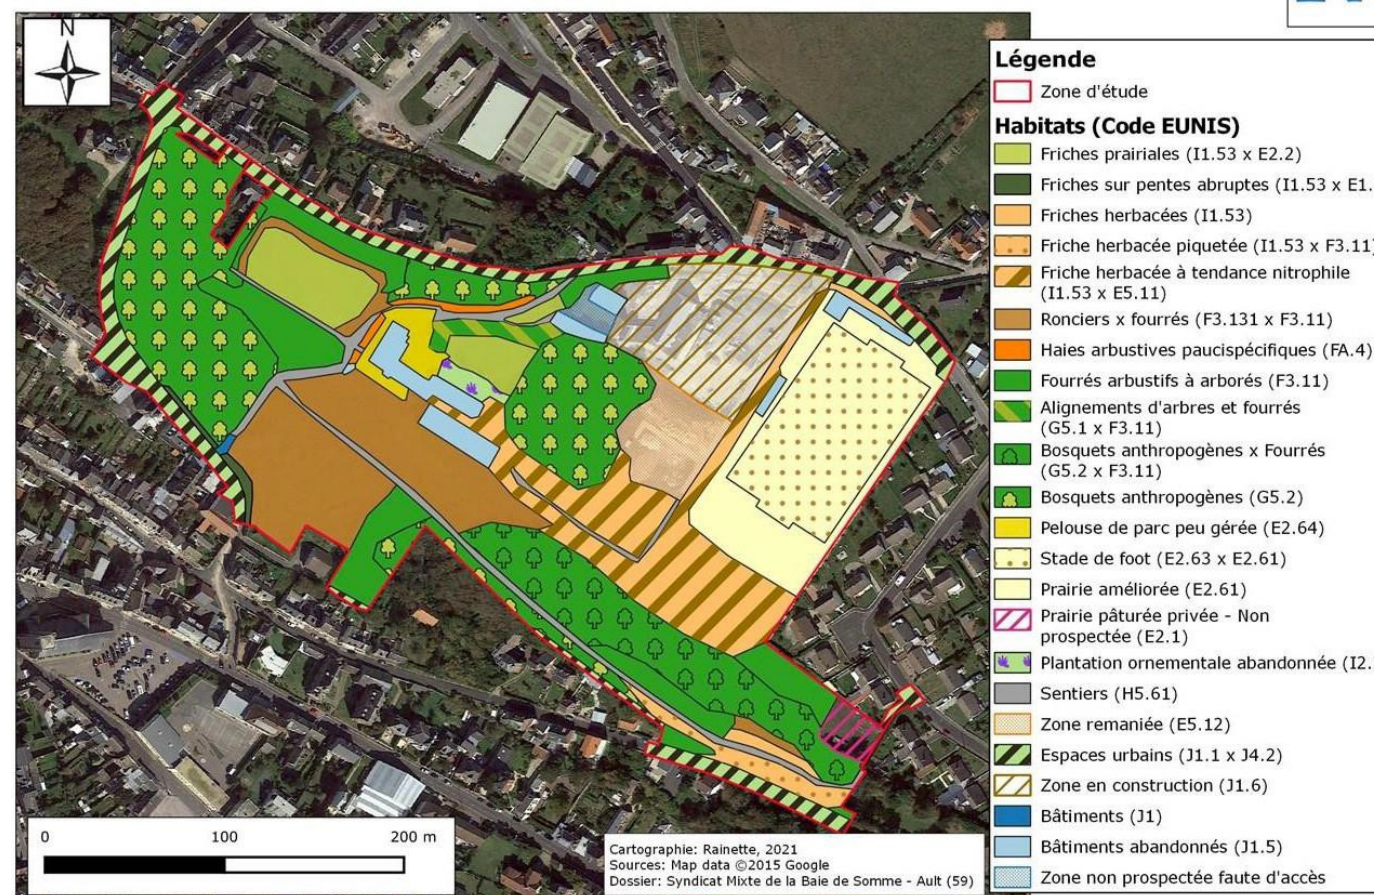 N
Légende
Zone d'étude
Habitats (Code EUNIS)
Friches prairiales (I1.53 x E2.2)
Friches sur pentes abruptes (I1.53 x E1.
Friches herbacées (I1.53)
Friche herbacée piquetée (I1.53 x F3.11)
Friche herbacée à tendance nitrophile
(I1.53 x E5.11)
Ronciers x fourrés (F3.131 x F3.11)
Haies arbustives paucispécifiques (FA.4)
Fourrés arbustifs à arborés (F3.11)
Alignements d'arbres et fourrés
(G5.1 x F3.11)
Bosquets anthropogènes x Fourrés
(G5.2 x F3.11)
Bosquets anthropogènes (G5.2)
Pelouse de parc peu gérée (E2.64)
Stade de foot (E2.63 x E2.61)
Prairie améliorée (E2.61)
Prairie pâturée privée - Non
prospectée (E2.1)
Plantation ornementale abandonnée (I2.
Sentiers (H5.61)
Zone remaniée (E5.12)
Espaces urbains (J1.1 x J4.2)
Zone en construction (J1.6)
Bâtiments (J1)
Bâtiments abandonnés (J1.5)
Zone non prospectée faute d'accès
0 100 200 m
Cartographie: Rainette, 2021
Sources: Map data ©2015 Google
Dossier: Syndicat Mixte de la Baie de Somme - Ault (59)